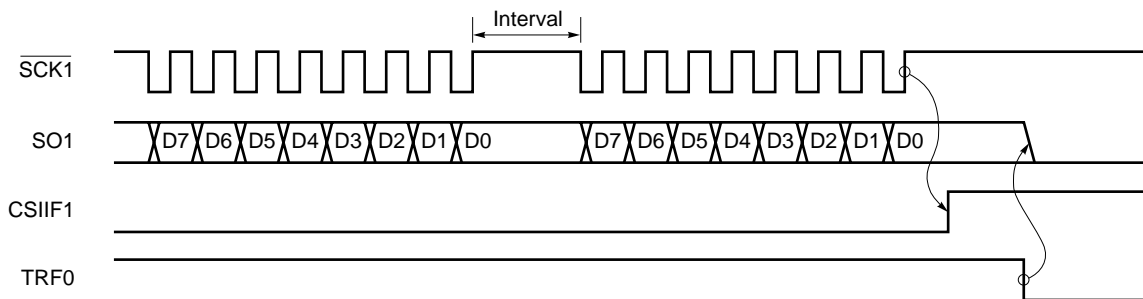 Interval
SCK1
SO1 D7 D6 D5 D4 D3 D2 D1 D0 D7 D6 D5 D4 D3 D2 D1 D0
CSIIF1
TRF0